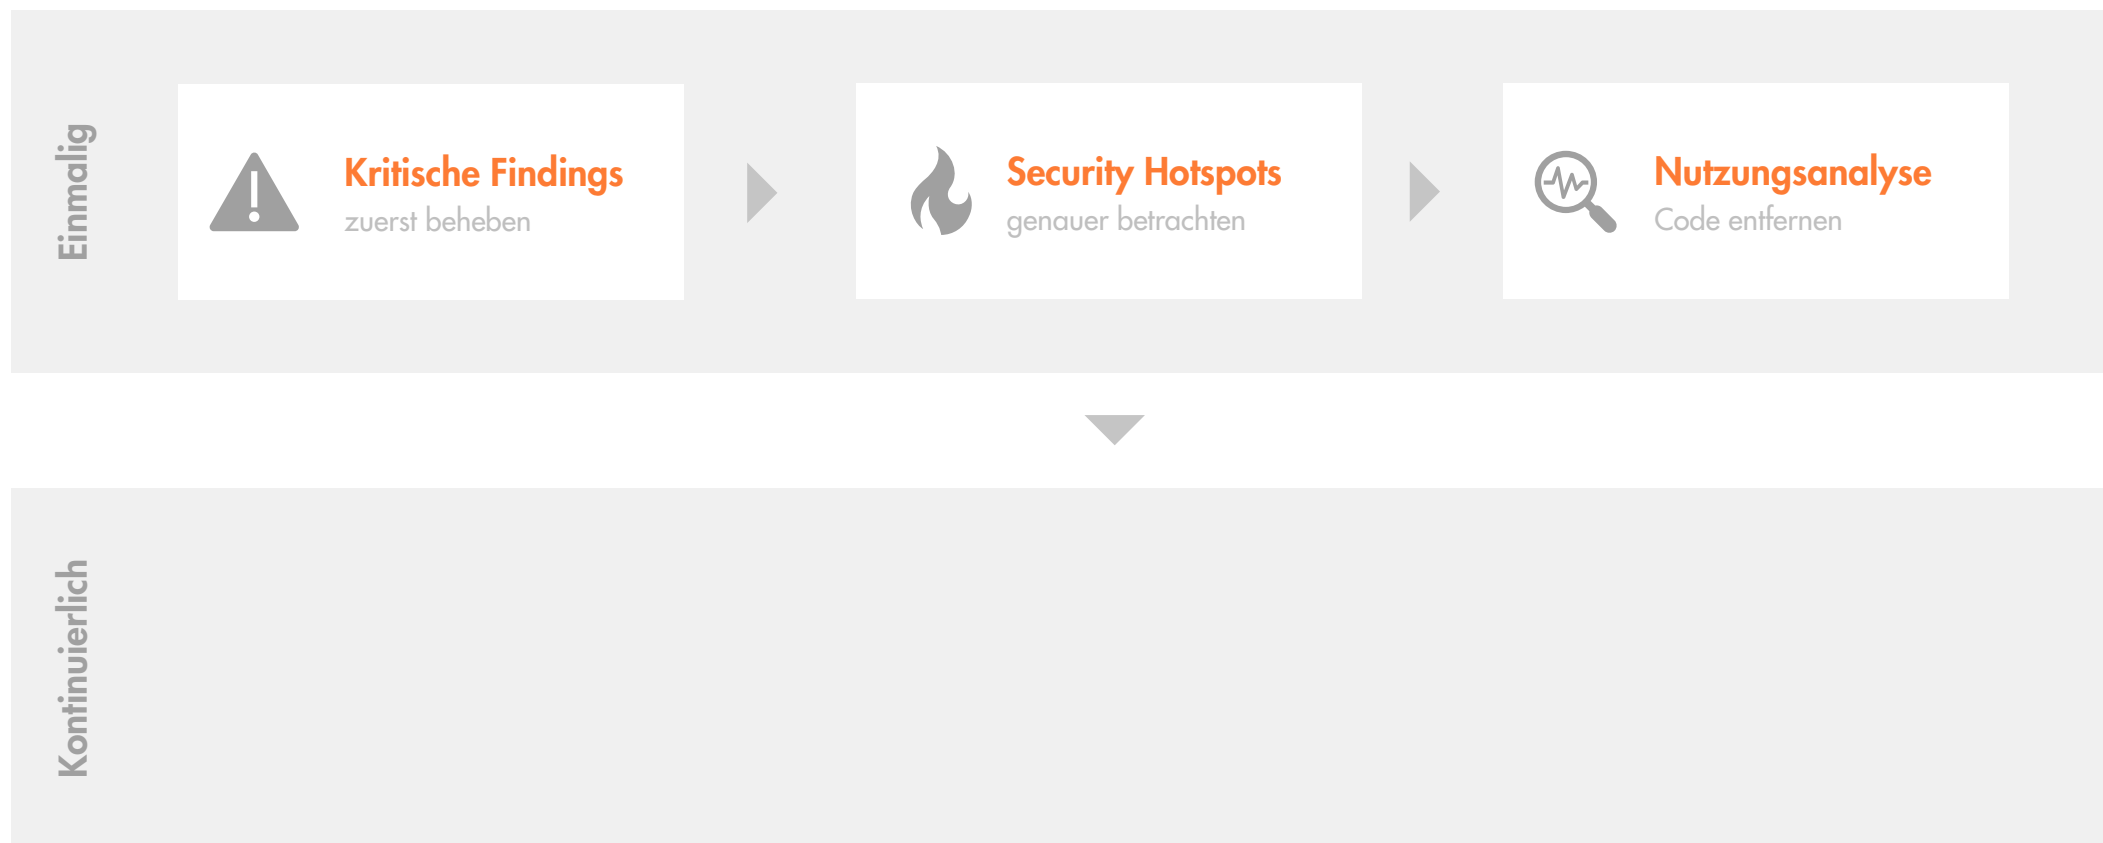 Einmalig
Kritische Findings
zuerst beheben
Security Hotspots
genauer betrachten
Nutzungsanalyse
Code entfernen
Kontinuierlich